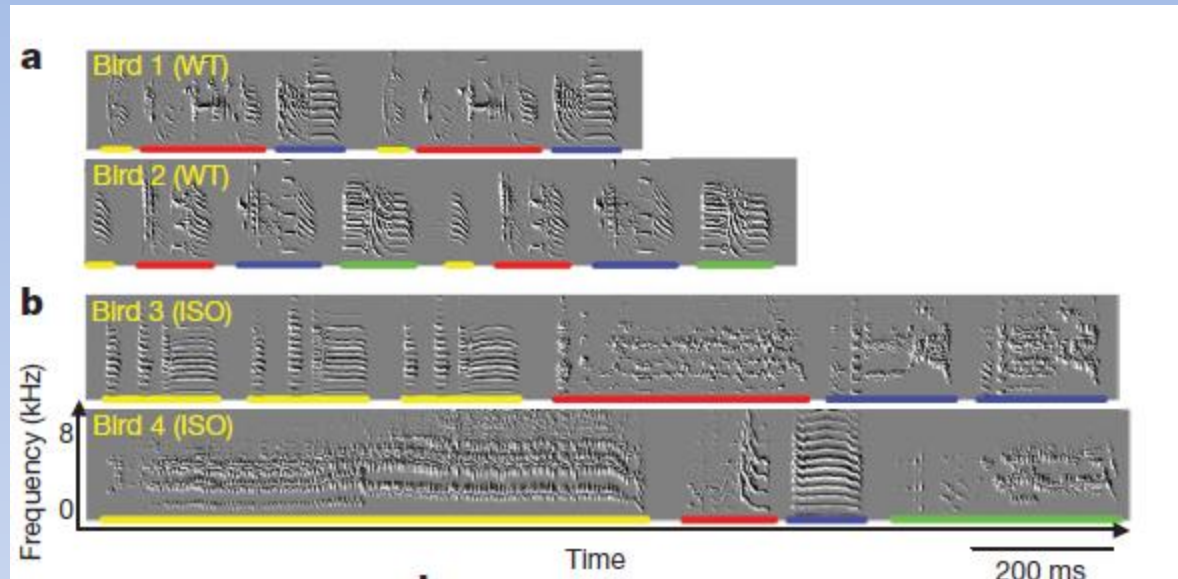 a
Bird 1 (WT)
Bird 2 (WT)
b
Bird 3 (ISO)
Bird 4 (ISO)
Frequency (kHz)
8
0
Time
200 ms